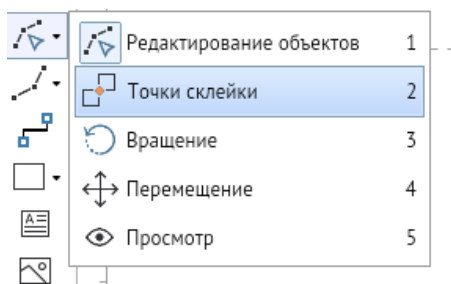 Редактирование объектов 1
Точки склейки 2
Вращение 3
Перемещение 4
Просмотр 5